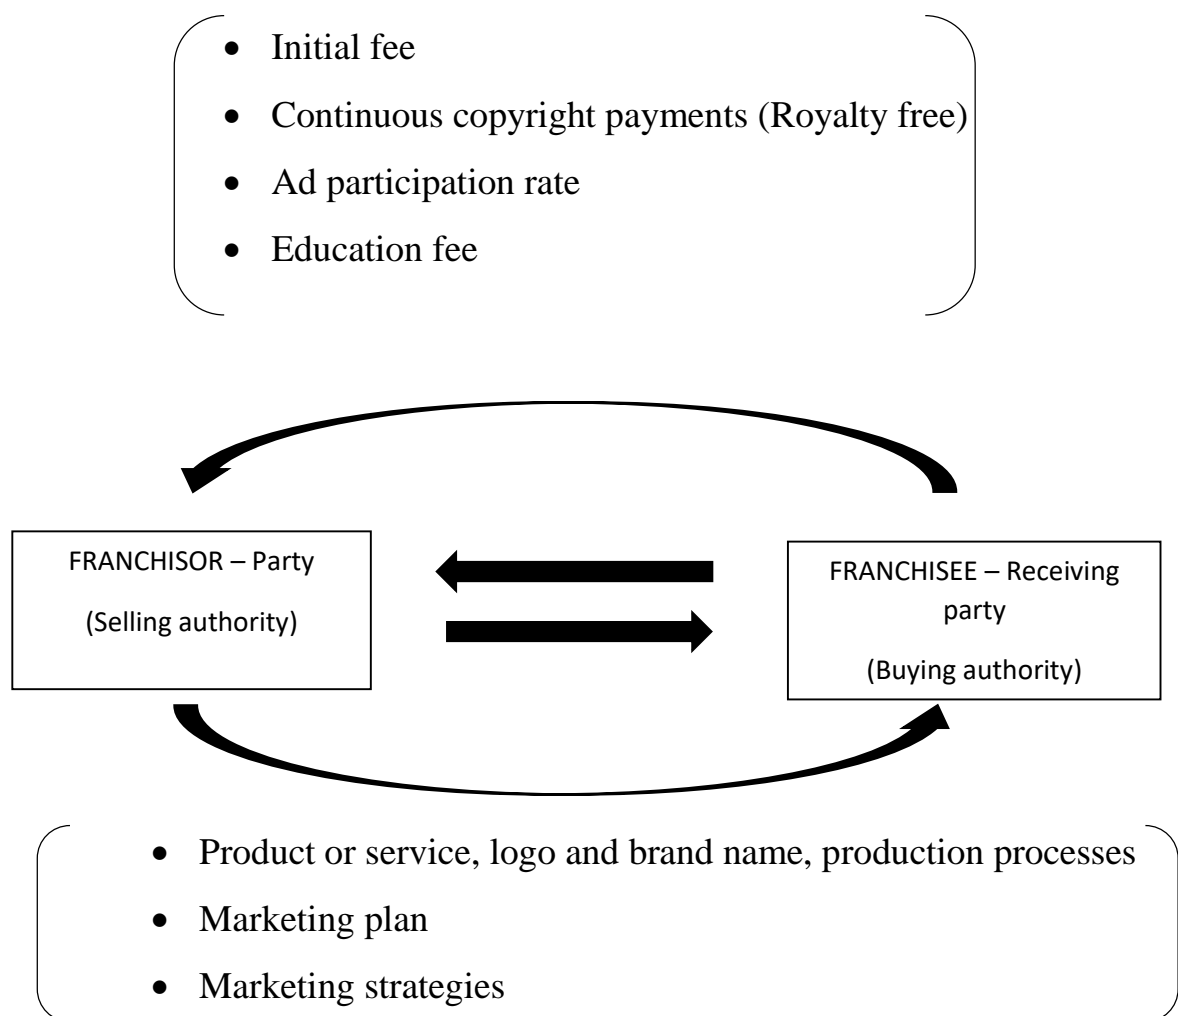 • Initial fee
• Continuous copyright payments (Royalty free)
• Ad participation rate
• Education fee
FRANCHISOR – Party
(Selling authority)
FRANCHISEE – Receiving
party
(Buying authority)
• Product or service, logo and brand name, production processes
• Marketing plan
• Marketing strategies